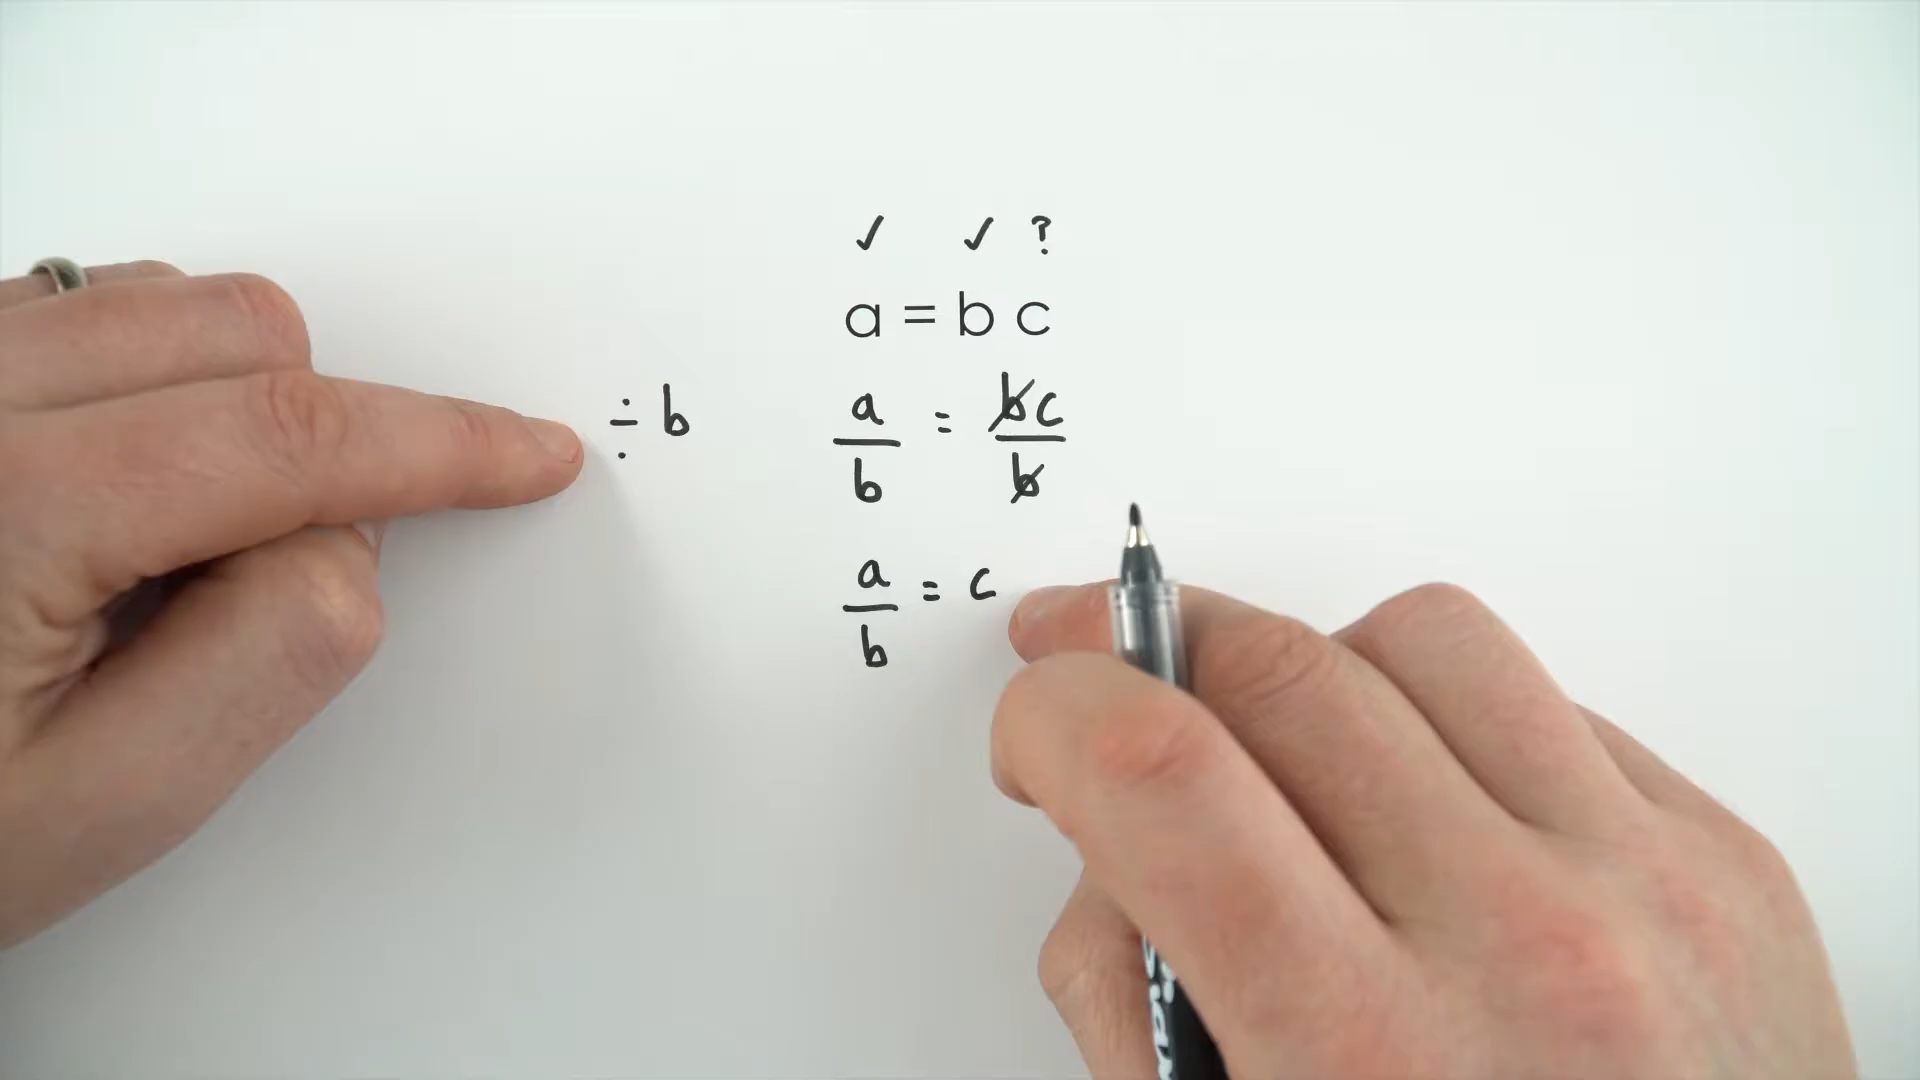 ✓ ✓ ?
a = b c
÷ b a/b = bc/b
a/b = c